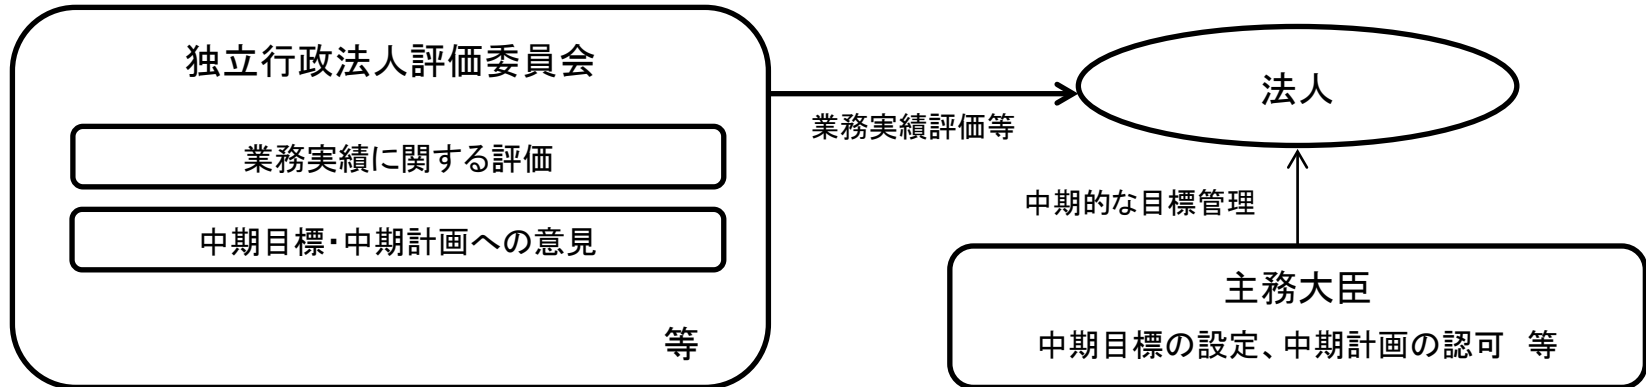 独立行政法人評価委員会
業務実績に関する評価
中期目標・中期計画への意見
等
業務実績評価等
法人
中期的な目標管理
主務大臣
中期目標の設定、中期計画の認可　等